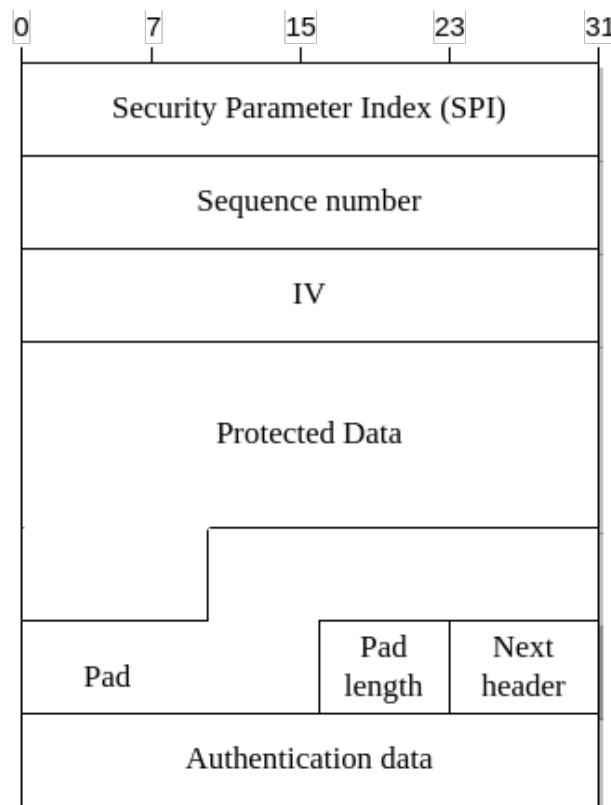 0 7 15 23 31
Security Parameter Index (SPI)
Sequence number
IV
Protected Data
Pad
Pad
length
Next
header
Authentication data